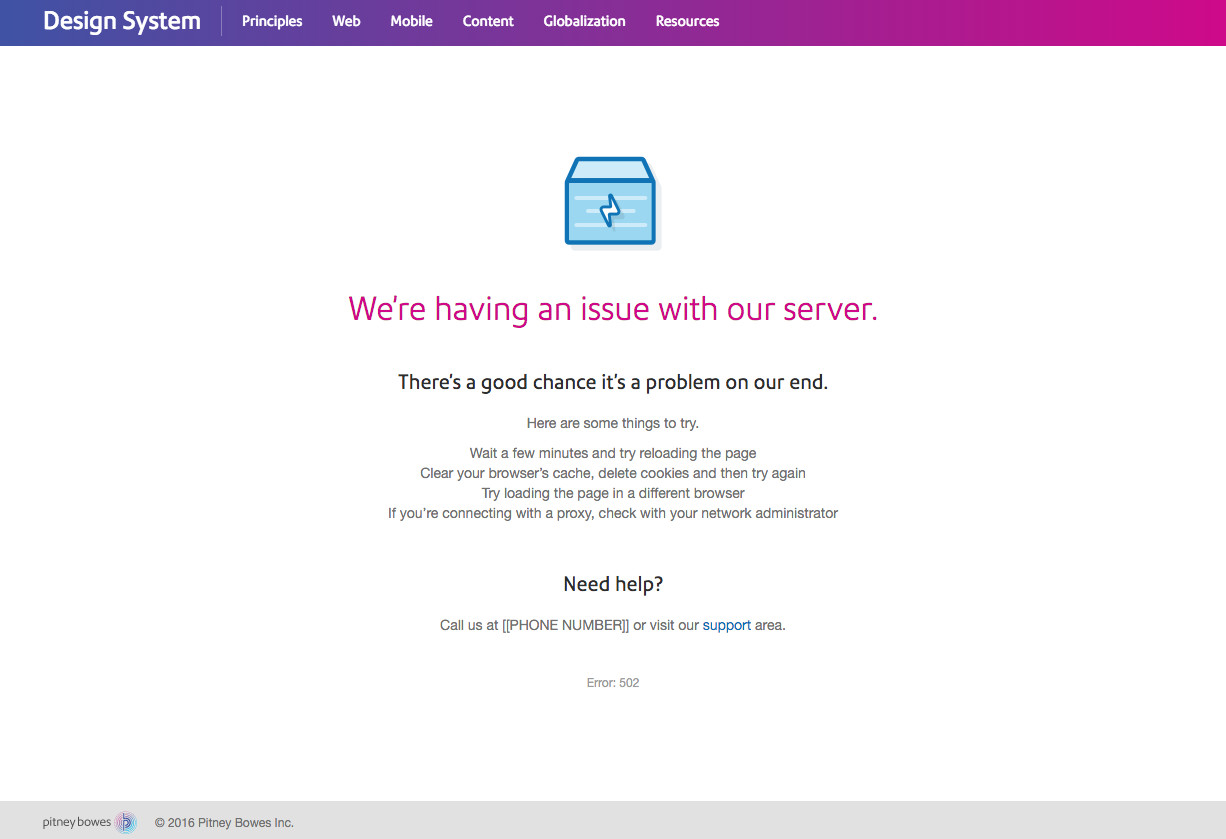 Design System Principles Web Mobile Content Globalization Resources
We're having an issue with our server.
There's a good chance it's a problem on our end.
Here are some things to try.
Wait a few minutes and try reloading the page
Clear your browser’s cache, delete cookies and then try again
Try loading the page in a different browser
If you’re connecting with a proxy, check with your network administrator
Need help?
Call us at [[PHONE NUMBER]] or visit our support area.
Error: 502
pitney bowes © 2016 Pitney Bowes Inc.